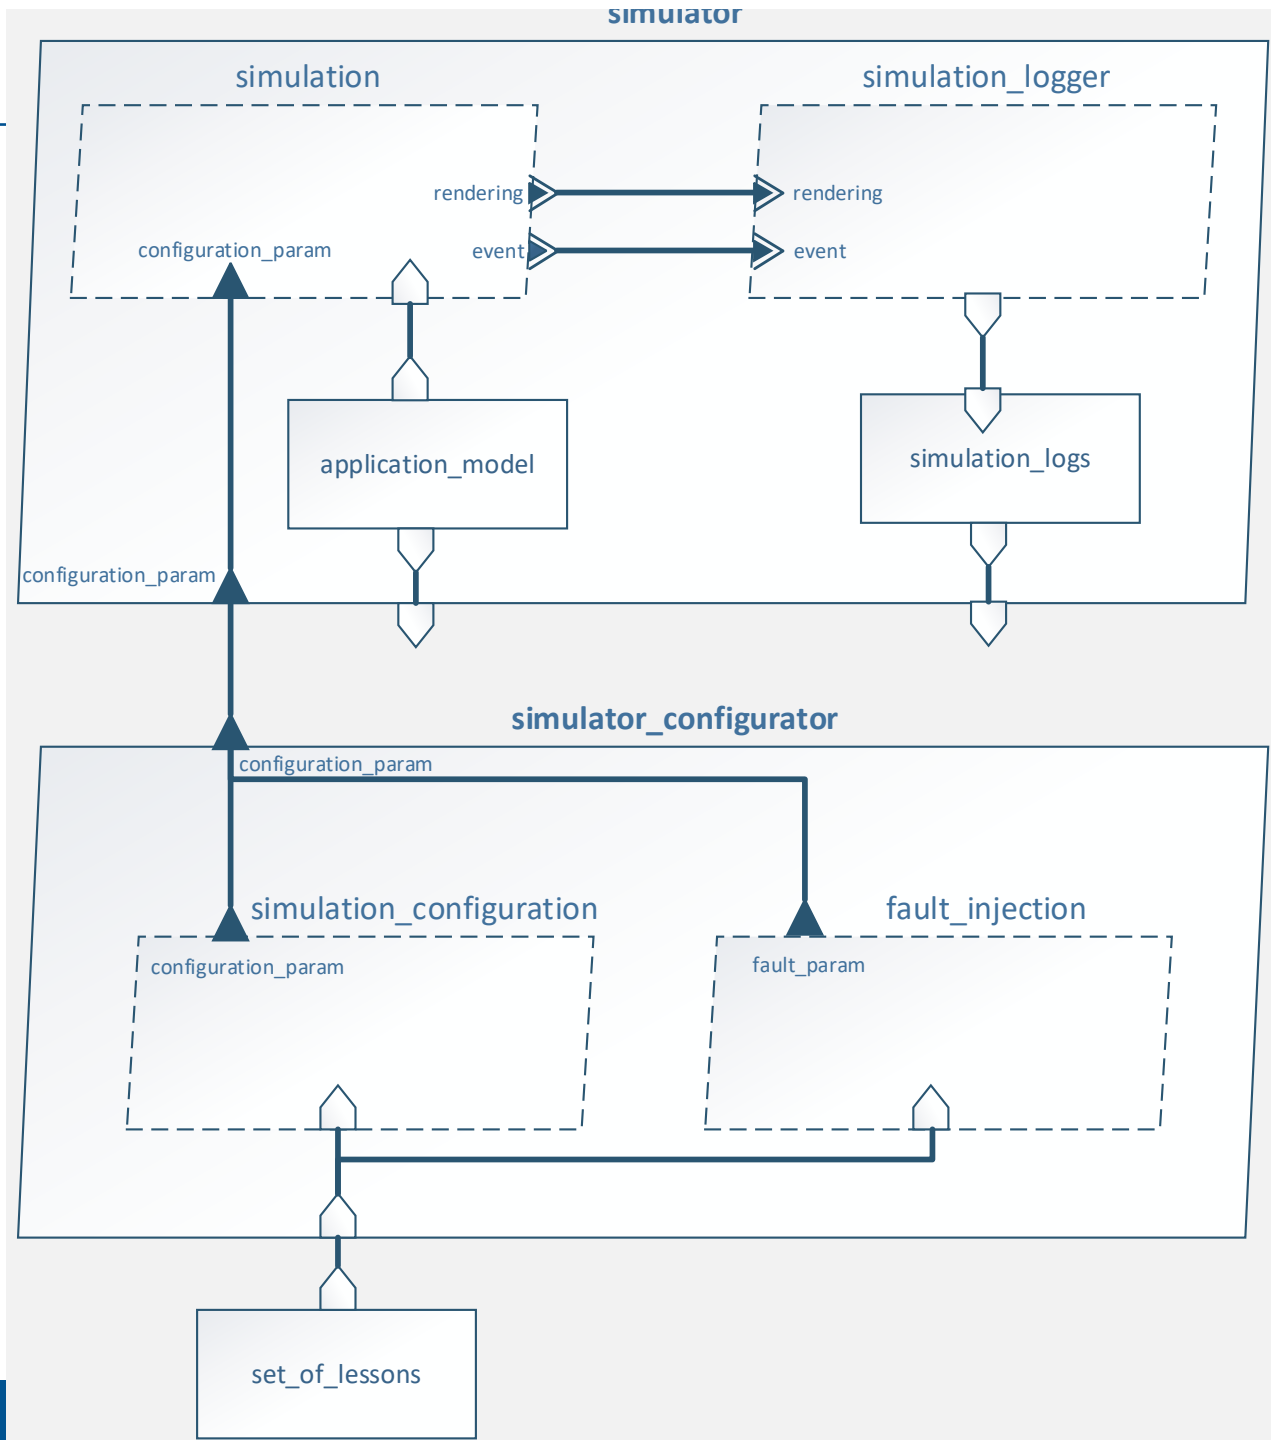 simulator
simulation
simulation_logger
rendering
rendering
configuration_param
event
event
application_model
simulation_logs
configuration_param
simulator_configurator
configuration_param
simulation_configuration
fault_injection
configuration_param
fault_param
set_of_lessons